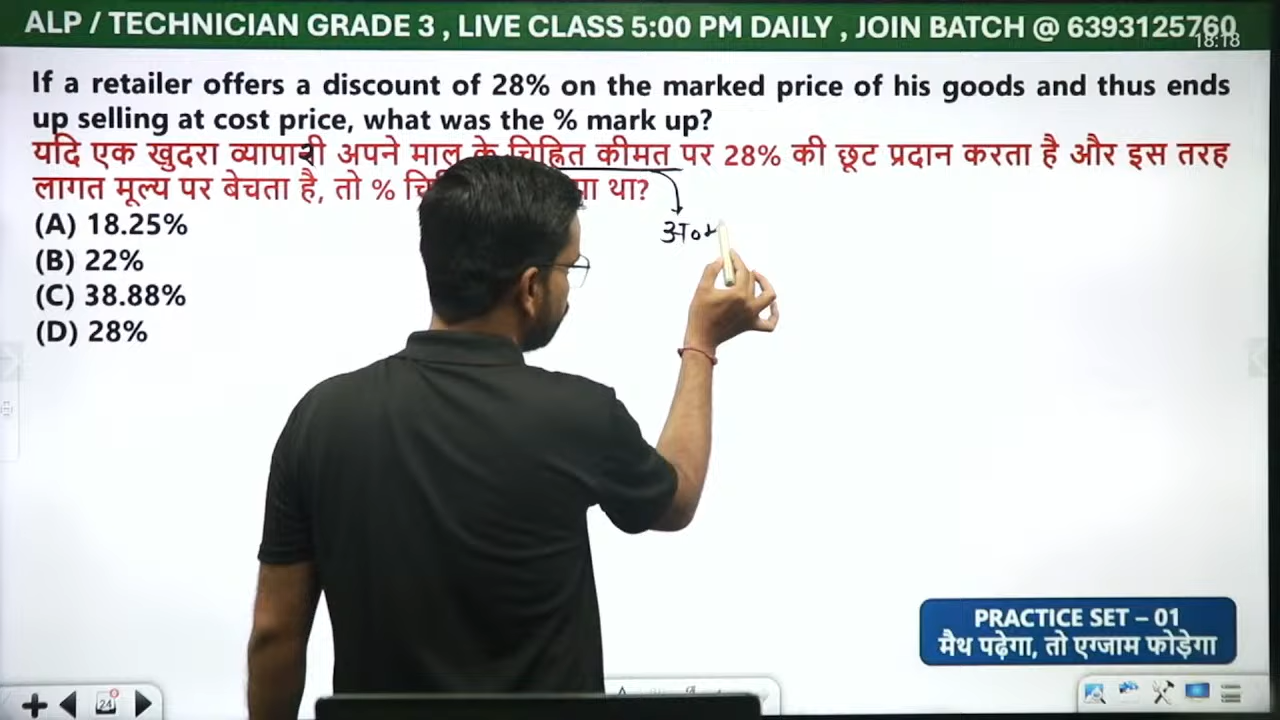 ALP / TECHNICIAN GRADE 3 , LIVE CLASS 5:00 PM DAILY , JOIN BATCH @ 6393125760
18:18
If a retailer offers a discount of 28% on the marked price of his goods and thus ends
up selling at cost price, what was the % mark up?
यदि एक खुदरा व्यापारी अपने माल के चिह्नित कीमत पर 28% की छूट प्रदान करता है और इस तरह
लागत मूल्य पर बेचता है, तो % था?
(A) 18.25%
(B) 22%
(C) 38.88%
(D) 28%
PRACTICE SET – 01
मैथ पढ़ेगा, तो एग्जाम फोड़ेगा
24